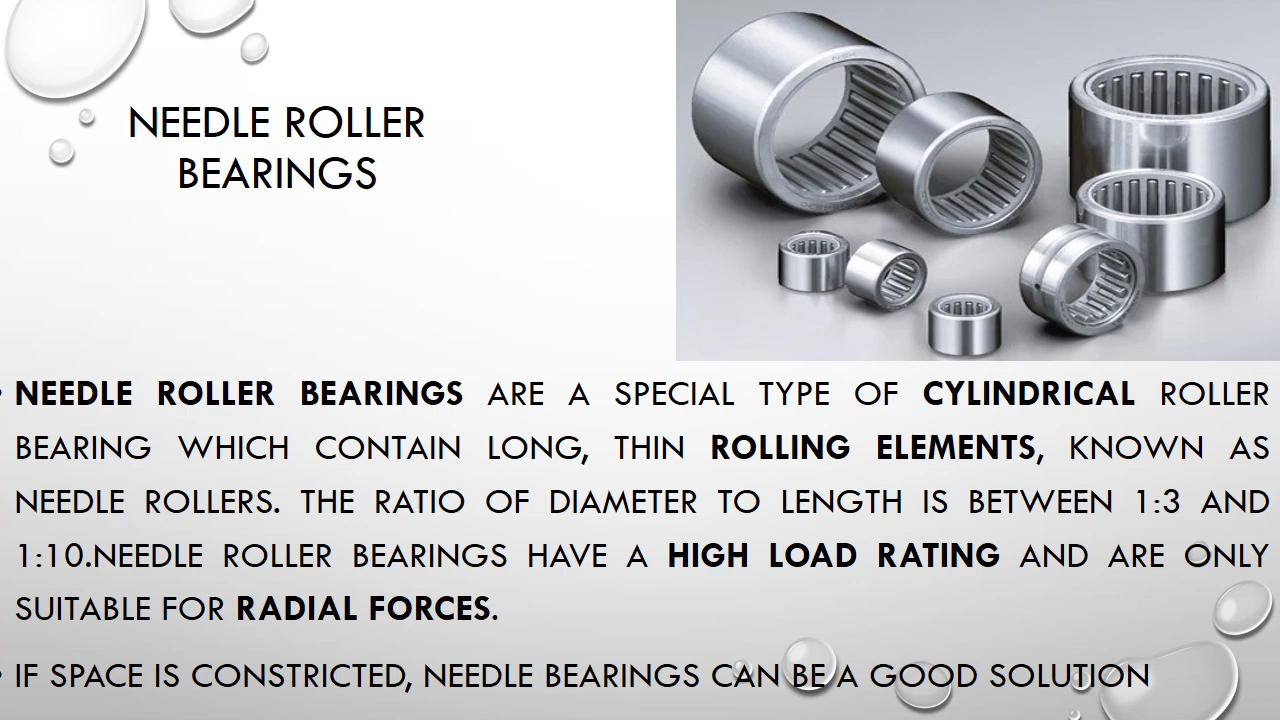 NEEDLE ROLLER
BEARINGS
• NEEDLE ROLLER BEARINGS ARE A SPECIAL TYPE OF CYLINDRICAL ROLLER
BEARING WHICH CONTAIN LONG, THIN ROLLING ELEMENTS, KNOWN AS
NEEDLE ROLLERS. THE RATIO OF DIAMETER TO LENGTH IS BETWEEN 1:3 AND
1:10.NEEDLE ROLLER BEARINGS HAVE A HIGH LOAD RATING AND ARE ONLY
SUITABLE FOR RADIAL FORCES.
• IF SPACE IS CONSTRICTED, NEEDLE BEARINGS CAN BE A GOOD SOLUTION